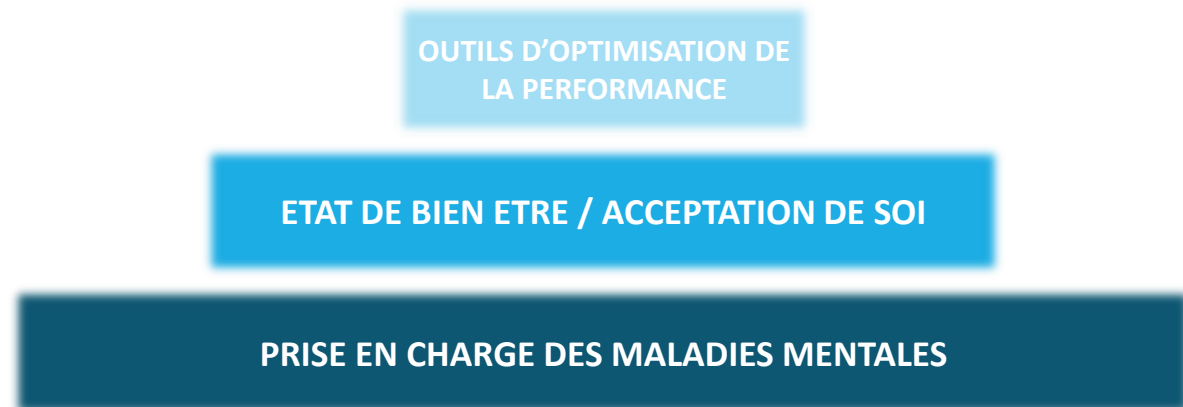 OUTILS D’OPTIMISATION DE
LA PERFORMANCE
ETAT DE BIEN ETRE / ACCEPTATION DE SOI
PRISE EN CHARGE DES MALADIES MENTALES